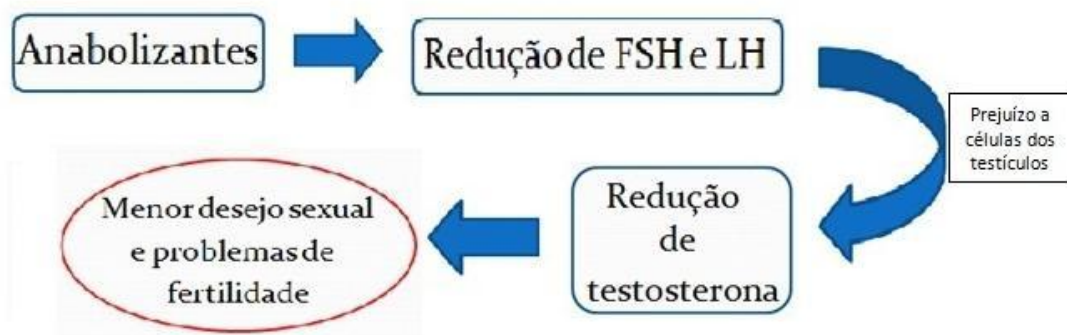 Anabolizantes
Redução de FSH e LH
Prejuízo a
células dos
testículos
Redução
de
testosterona
Menor desejo sexual
e problemas de
fertilidade